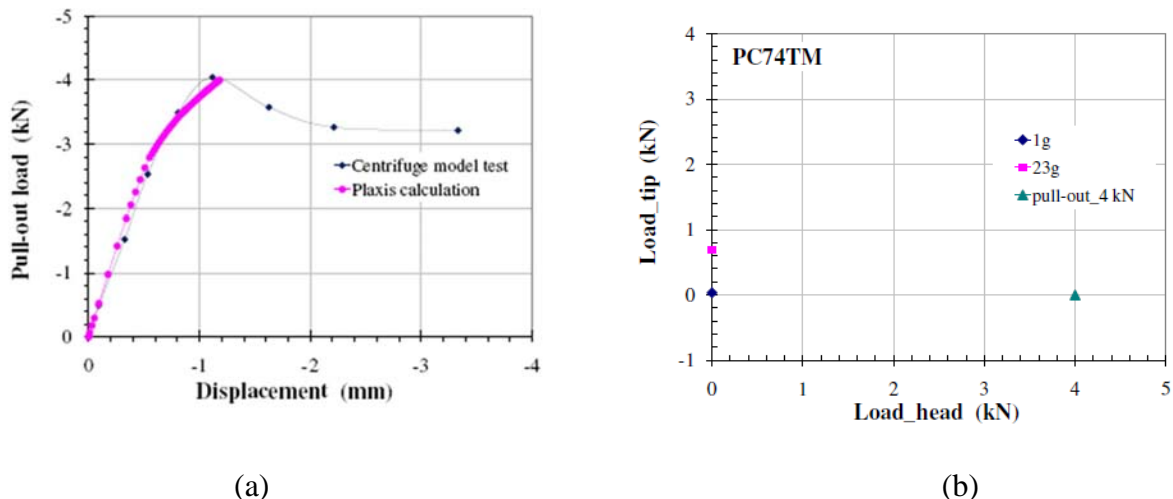 -5
-4
-3
-2
-1
0
Pull-out load (kN)
Centrifuge model test
Plaxis calculation
0
-1
-2
-3
-4
Displacement (mm)
(a)
4
3
2
1
0
-1
Load_tip (kN)
PC74TM
1g
23g
pull-out_4 kN
0
1
2
3
4
5
Load_head (kN)
(b)